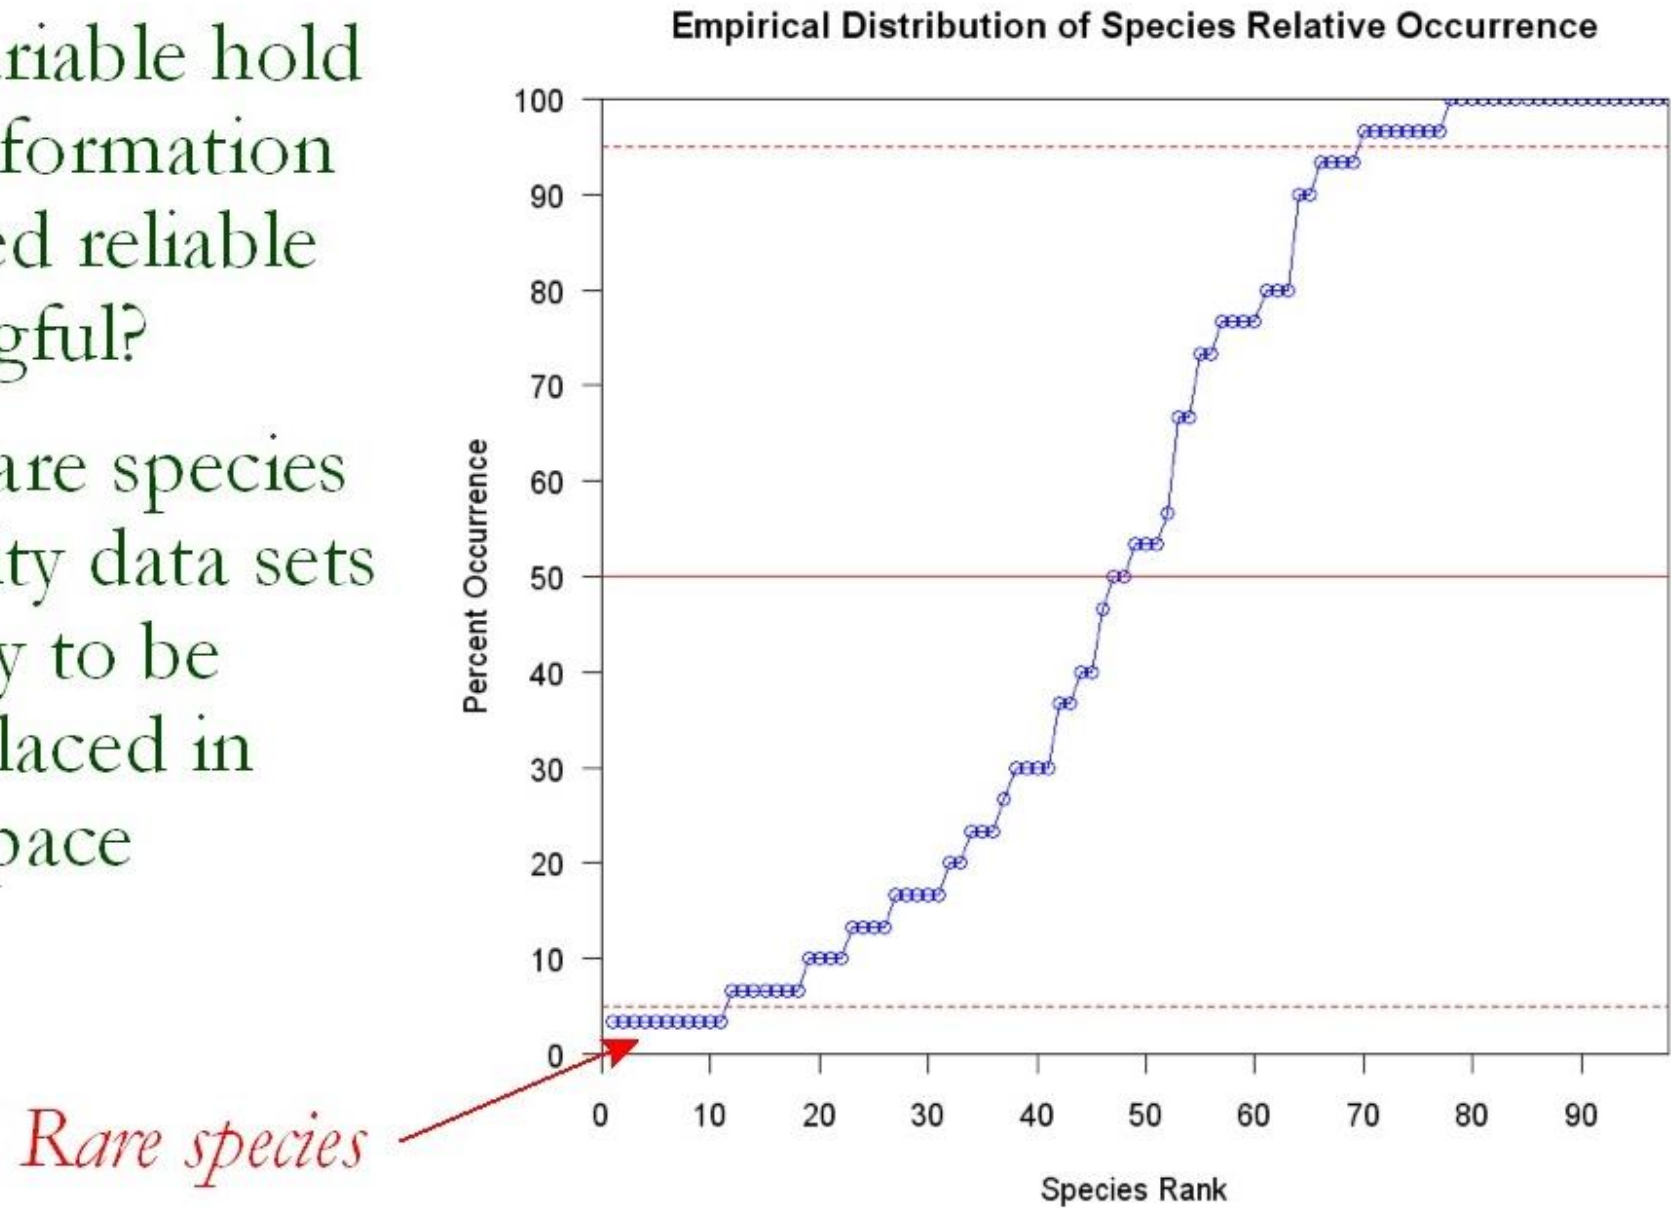 riable hold
formation
ed reliable
gful?
are species
ity data sets
y to be
laced in
pace
Rare species
Empirical Distribution of Species Relative Occurrence
Percent Occurrence
100
90
80
70
60
50
40
30
20
10
0
0 10 20 30 40 50 60 70 80 90
Species Rank